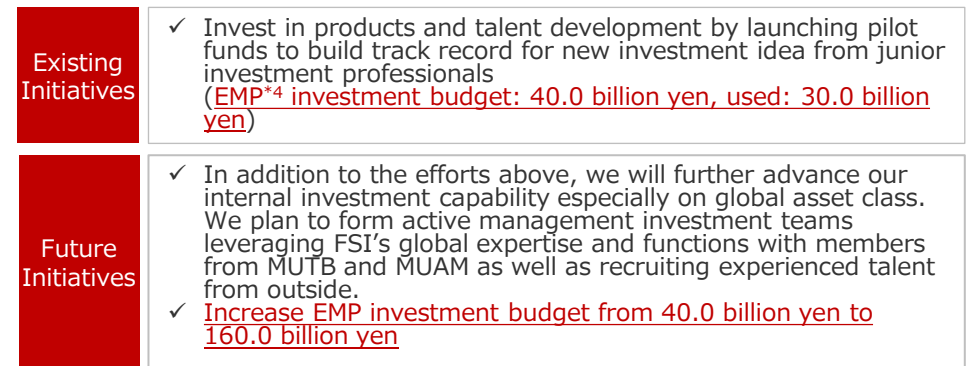 Existing
Initiatives
✓ Invest in products and talent development by launching pilot
funds to build track record for new investment idea from junior
investment professionals
(EMP*4 investment budget: 40.0 billion yen, used: 30.0 billion
yen)
Future
Initiatives
✓ In addition to the efforts above, we will further advance our
internal investment capability especially on global asset class.
We plan to form active management investment teams
leveraging FSI's global expertise and functions with members
from MUTB and MUAM as well as recruiting experienced talent
from outside.
✓ Increase EMP investment budget from 40.0 billion yen to
160.0 billion yen